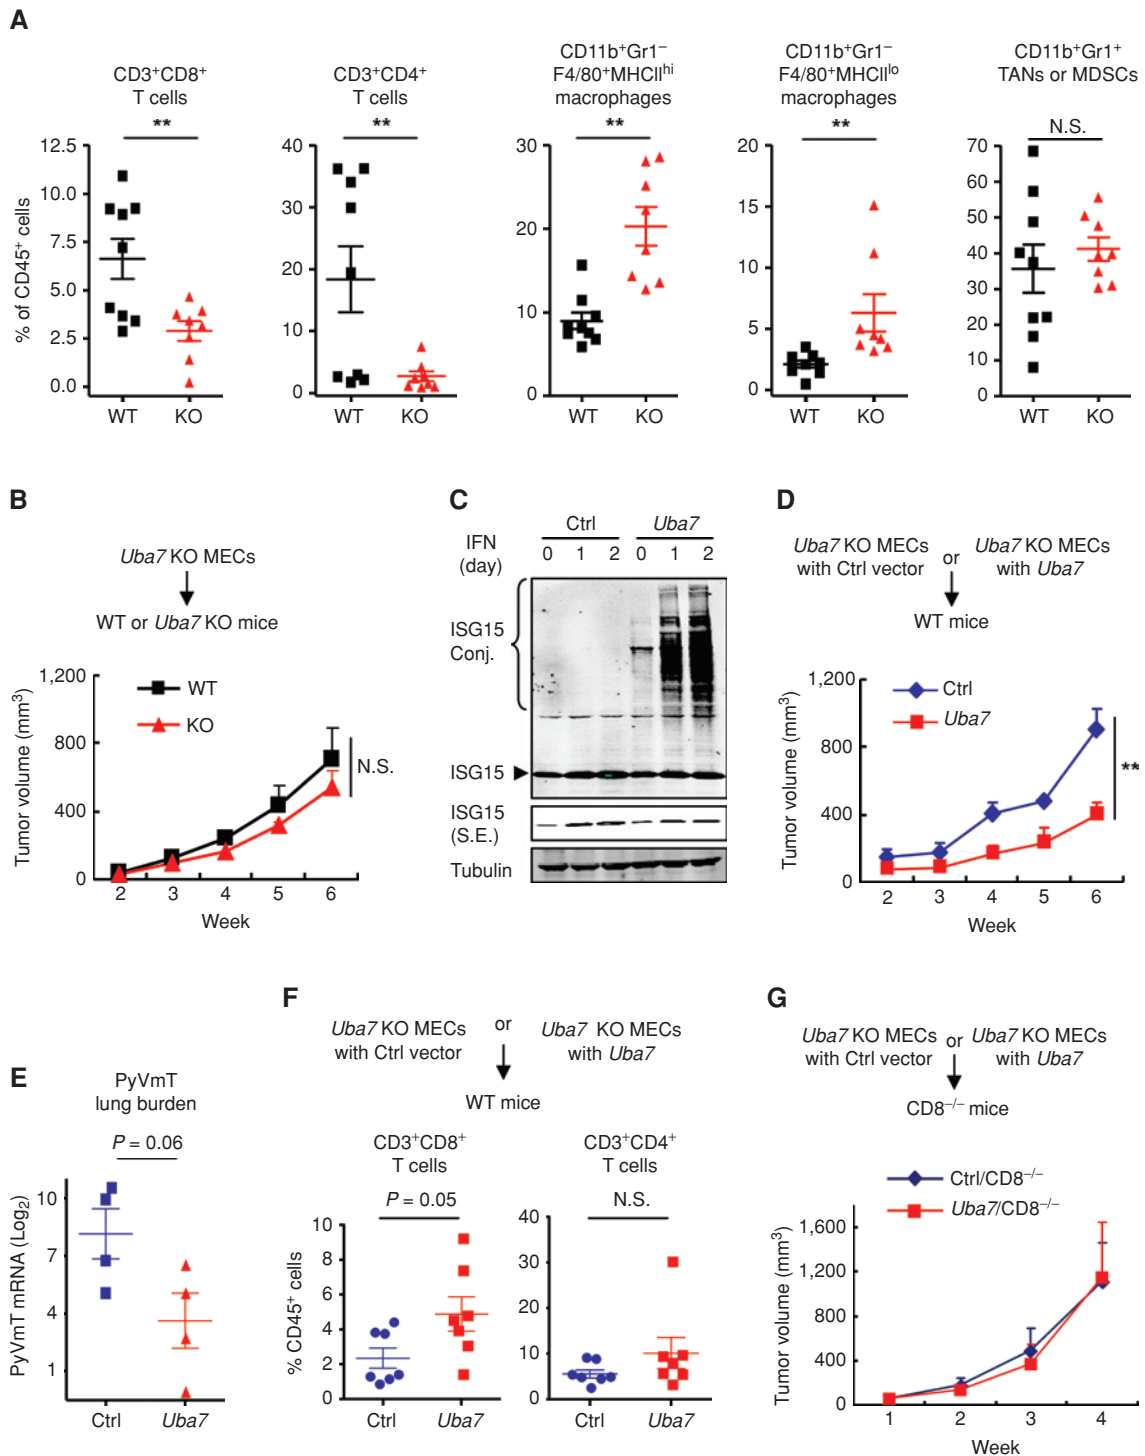 A
CD3⁺CD8⁺
T cells
**
12.5
10.0
7.5
5.0
2.5
0.0
% of CD45⁺ cells
WT KO
CD3⁺CD4⁺
T cells
**
40
30
20
10
0
WT KO
CD11b⁺Gr1⁻
F4/80⁺MHCII^hi
macrophages
**
30
20
10
0
WT KO
CD11b⁺Gr1⁻
F4/80⁺MHCII^lo
macrophages
**
20
15
10
5
0
WT KO
CD11b⁺Gr1⁺
TANs or MDSCs
N.S.
70
60
50
40
30
20
10
0
WT KO
B
Uba7 KO MECs
WT or Uba7 KO mice
1,200
800
400
0
Tumor volume (mm³)
WT
KO
N.S.
2 3 4 5 6
Week
C
Ctrl Uba7
IFN
(day)
0 1 2 0 1 2
ISG15
Conj.
ISG15
ISG15
(S.E.)
Tubulin
D
Uba7 KO MECs
with Ctrl vector
or
Uba7 KO MECs
with Uba7
WT mice
1,200
800
400
0
Tumor volume (mm³)
Ctrl
Uba7
**
2 3 4 5 6
Week
E
PyVmT
lung burden
P = 0.06
10
7
4
1
PyVmT mRNA (Log₂)
Ctrl Uba7
F
Uba7 KO MECs
with Ctrl vector
or
Uba7 KO MECs
with Uba7
WT mice
CD3⁺CD8⁺
T cells
P = 0.05
10
8
6
4
2
0
% CD45⁺ cells
Ctrl Uba7
CD3⁺CD4⁺
T cells
N.S.
40
30
20
10
0
Ctrl Uba7
G
Uba7 KO MECs
with Ctrl vector
or
Uba7 KO MECs
with Uba7
CD8⁻/⁻ mice
Ctrl/CD8⁻/⁻
Uba7/CD8⁻/⁻
1,600
1,200
800
400
0
Tumor volume (mm³)
1 2 3 4
Week